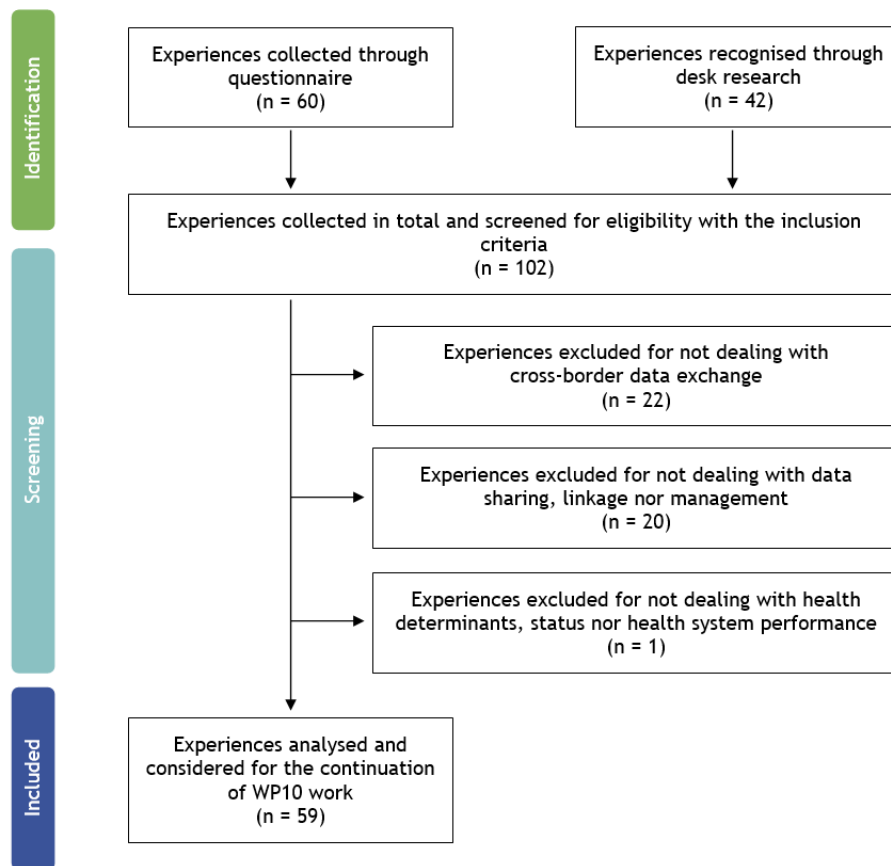 Identification
Experiences collected through
questionnaire
(n = 60)
Experiences recognised through
desk research
(n = 42)
Experiences collected in total and screened for eligibility with the inclusion
criteria
(n = 102)
Screening
Experiences excluded for not dealing with
cross-border data exchange
(n = 22)
Experiences excluded for not dealing with data
sharing, linkage nor management
(n = 20)
Experiences excluded for not dealing with health
determinants, status nor health system performance
(n = 1)
Included
Experiences analysed and
considered for the continuation
of WP10 work
(n = 59)